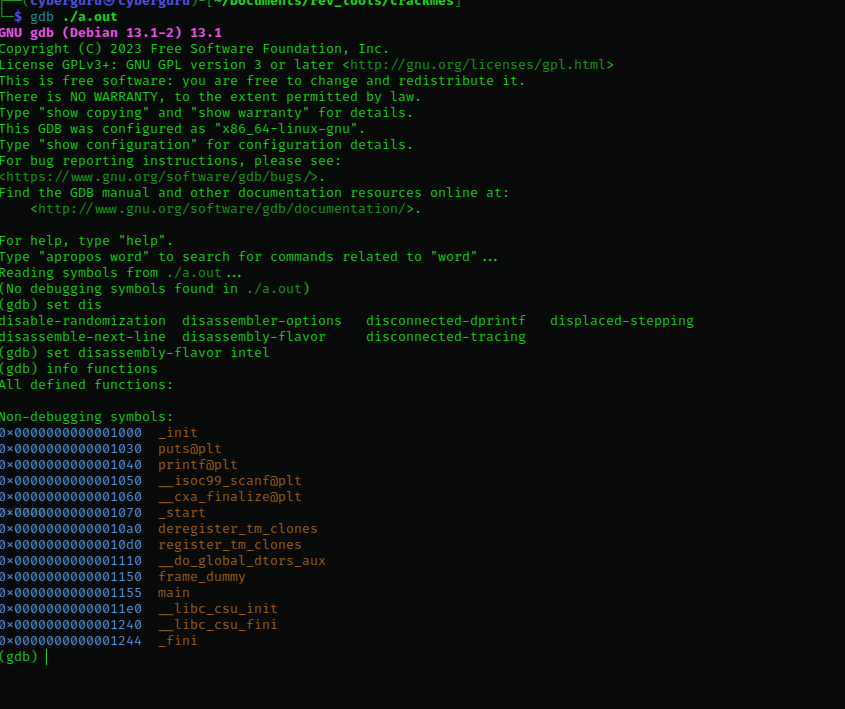 (cyberguru㉿cyberguru)-[~/Documents/rev_tools/crackmes]
└─$ gdb ./a.out
GNU gdb (Debian 13.1-2) 13.1
Copyright (C) 2023 Free Software Foundation, Inc.
License GPLv3+: GNU GPL version 3 or later <http://gnu.org/licenses/gpl.html>
This is free software: you are free to change and redistribute it.
There is NO WARRANTY, to the extent permitted by law.
Type "show copying" and "show warranty" for details.
This GDB was configured as "x86_64-linux-gnu".
Type "show configuration" for configuration details.
For bug reporting instructions, please see:
<https://www.gnu.org/software/gdb/bugs/>.
Find the GDB manual and other documentation resources online at:
    <http://www.gnu.org/software/gdb/documentation/>.

For help, type "help".
Type "apropos word" to search for commands related to "word"...
Reading symbols from ./a.out...
(No debugging symbols found in ./a.out)
(gdb) set dis
disable-randomization  disassembler-options   disconnected-dprintf   displaced-stepping
disassemble-next-line  disassembly-flavor     disconnected-tracing
(gdb) set disassembly-flavor intel
(gdb) info functions
All defined functions:

Non-debugging symbols:
0x0000000000001000  _init
0x0000000000001030  puts@plt
0x0000000000001040  printf@plt
0x0000000000001050  __isoc99_scanf@plt
0x0000000000001060  __cxa_finalize@plt
0x0000000000001070  _start
0x00000000000010a0  deregister_tm_clones
0x00000000000010d0  register_tm_clones
0x0000000000001110  __do_global_dtors_aux
0x0000000000001150  frame_dummy
0x0000000000001155  main
0x00000000000011e0  __libc_csu_init
0x0000000000001240  __libc_csu_fini
0x0000000000001244  _fini
(gdb)